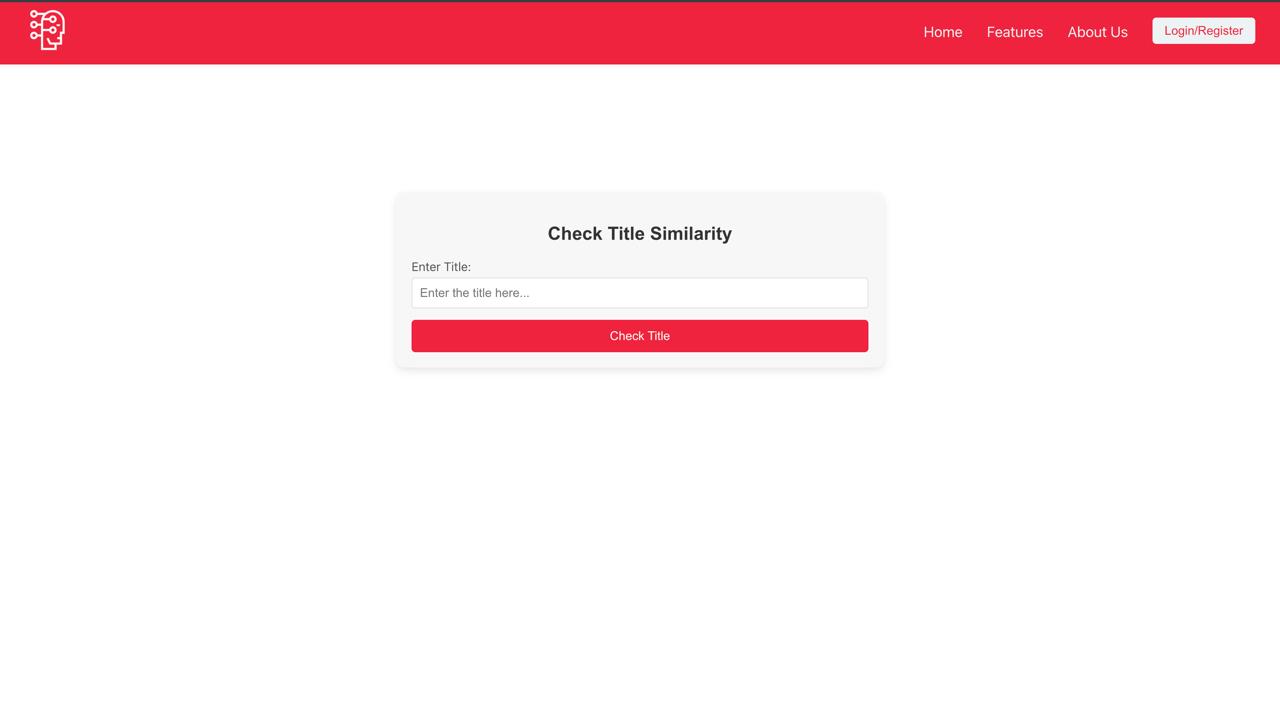 Home Features About Us Login/Register
Check Title Similarity
Enter Title:
Enter the title here...
Check Title